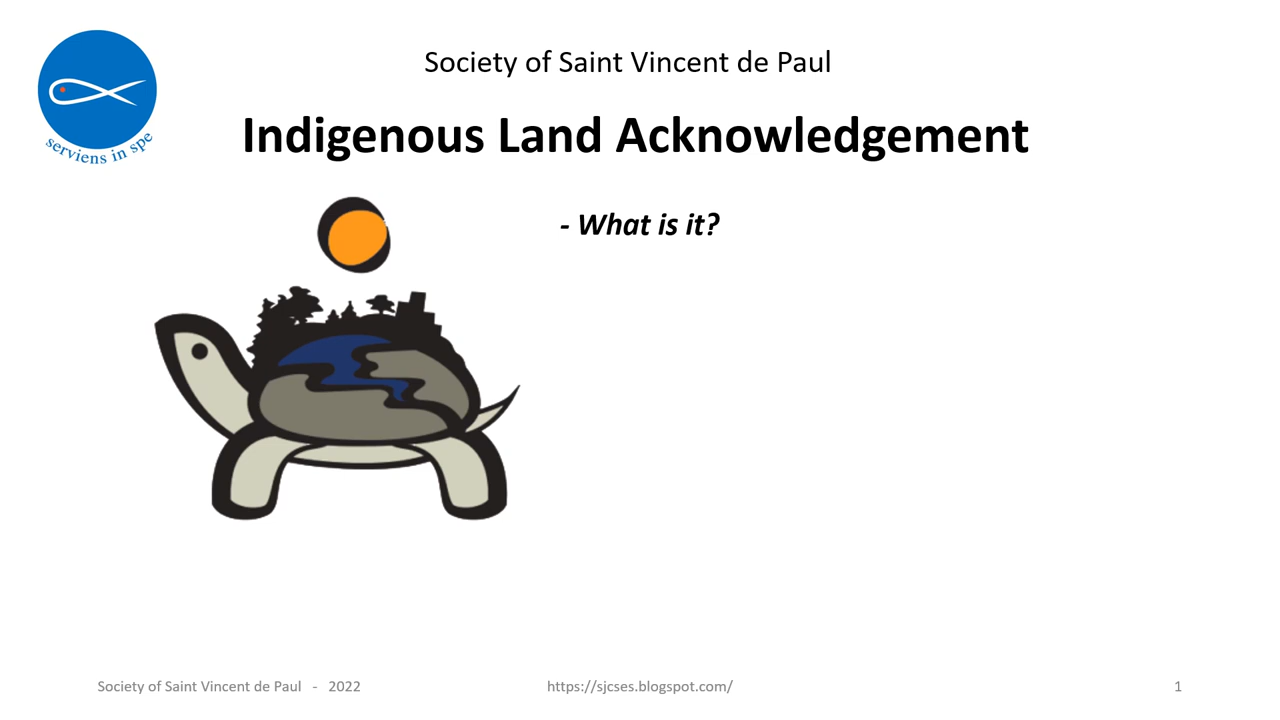 Society of Saint Vincent de Paul
Indigenous Land Acknowledgement
serviens in spe
- What is it?
Society of Saint Vincent de Paul - 2022
https://sjcses.blogspot.com/
1